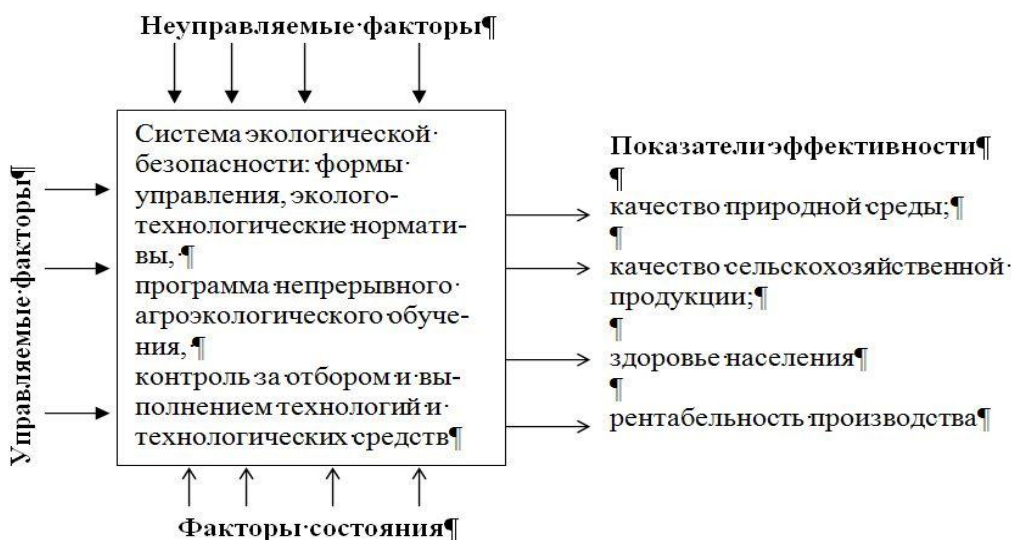 Неуправляемые·факторы¶
Управляемые·факторы¶
Система·экологической·
безопасности:·формы·
управления,·эколого-
технологические·нормати-
вы,·¶
программа·непрерывного·
агроэкологического·обуче-
ния,¶
контроль·за·отбором·и·вы-
полнением·технологий·и·
технологических·средств¶
Показатели·эффективности¶
¶
качество·природной·среды;¶
¶
качество·сельскохозяйственной·
продукции;¶
¶
здоровье·населения¶
¶
рентабельность·производства¶
Факторы·состояния¶